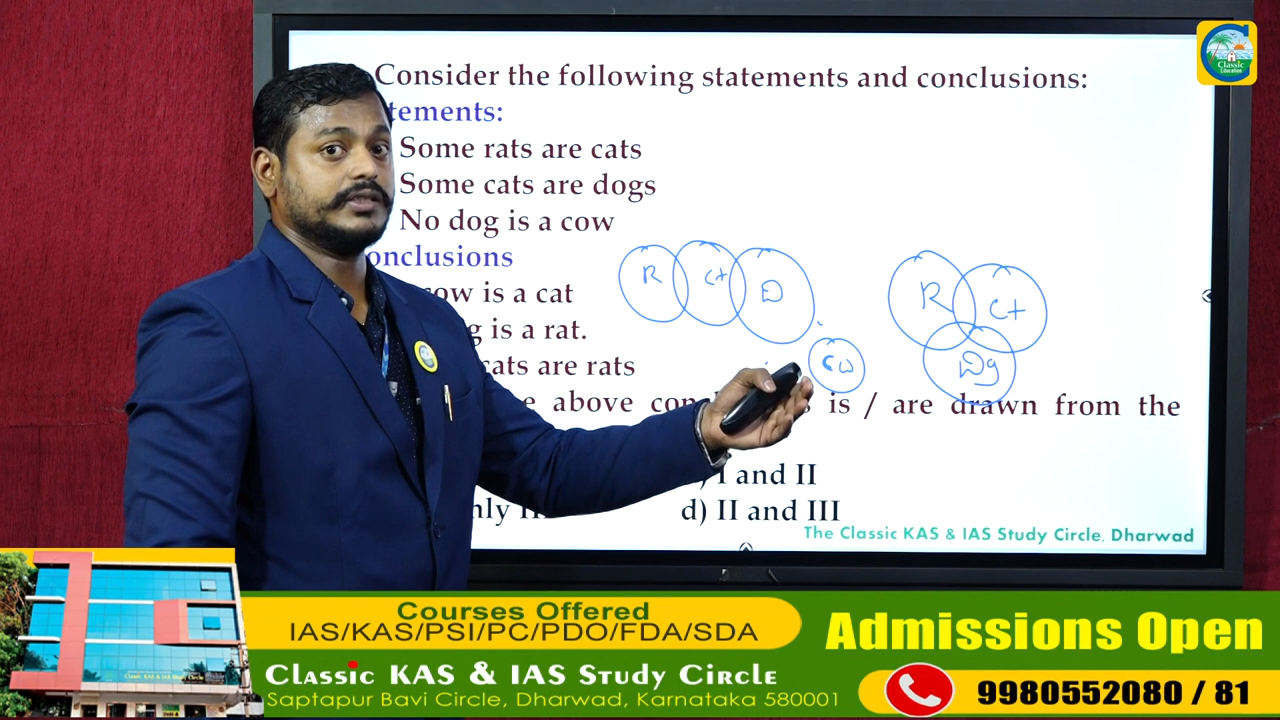 Consider the following statements and conclusions:
tements:
Some rats are cats
Some cats are dogs
No dog is a cow
onclusions
cow is a cat
g is a rat.
cats are rats
e above con is / are drawn from the
I and II
nly II
d) II and III
R Ct D
Cw
R Ct
Dg
The Classic KAS & IAS Study Circle, Dharwad
Classic
Education
Courses Offered
IAS/KAS/PSI/PC/PDO/FDA/SDA
Classic KAS & IAS Study Circle
Saptapur Bavi Circle, Dharwad, Karnataka 580001
Admissions Open
9980552080 / 81